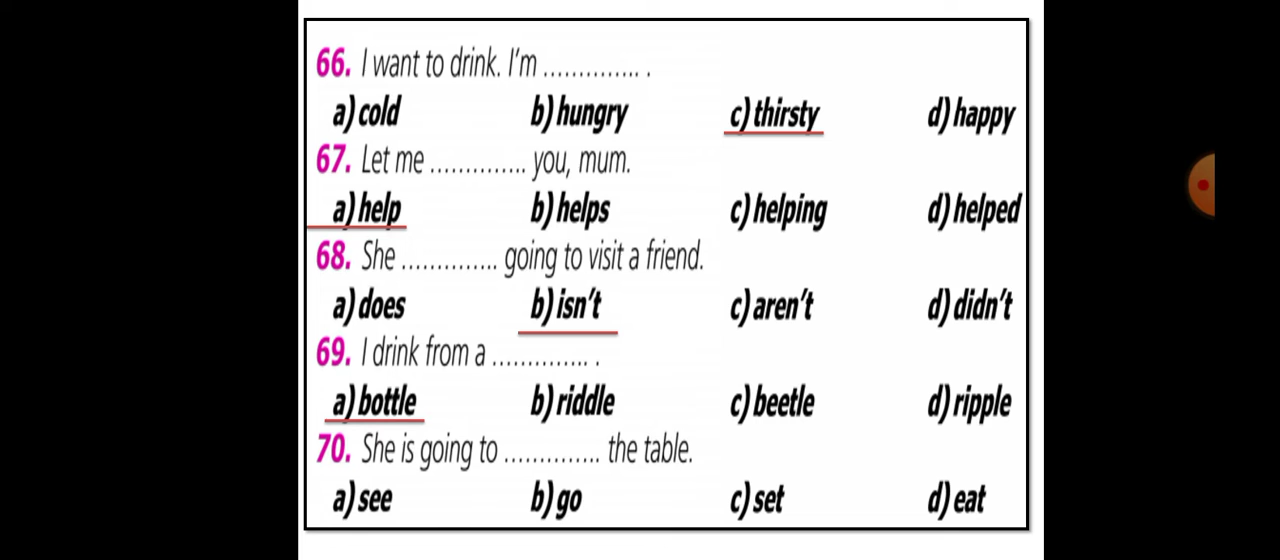 66. I want to drink. I'm .............. .
a) cold b) hungry c) thirsty d) happy
67. Let me .............. you, mum.
a) help b) helps c) helping d) helped
68. She .............. going to visit a friend.
a) does b) isn't c) aren't d) didn't
69. I drink from a .............. .
a) bottle b) riddle c) beetle d) ripple
70. She is going to .............. the table.
a) see b) go c) set d) eat